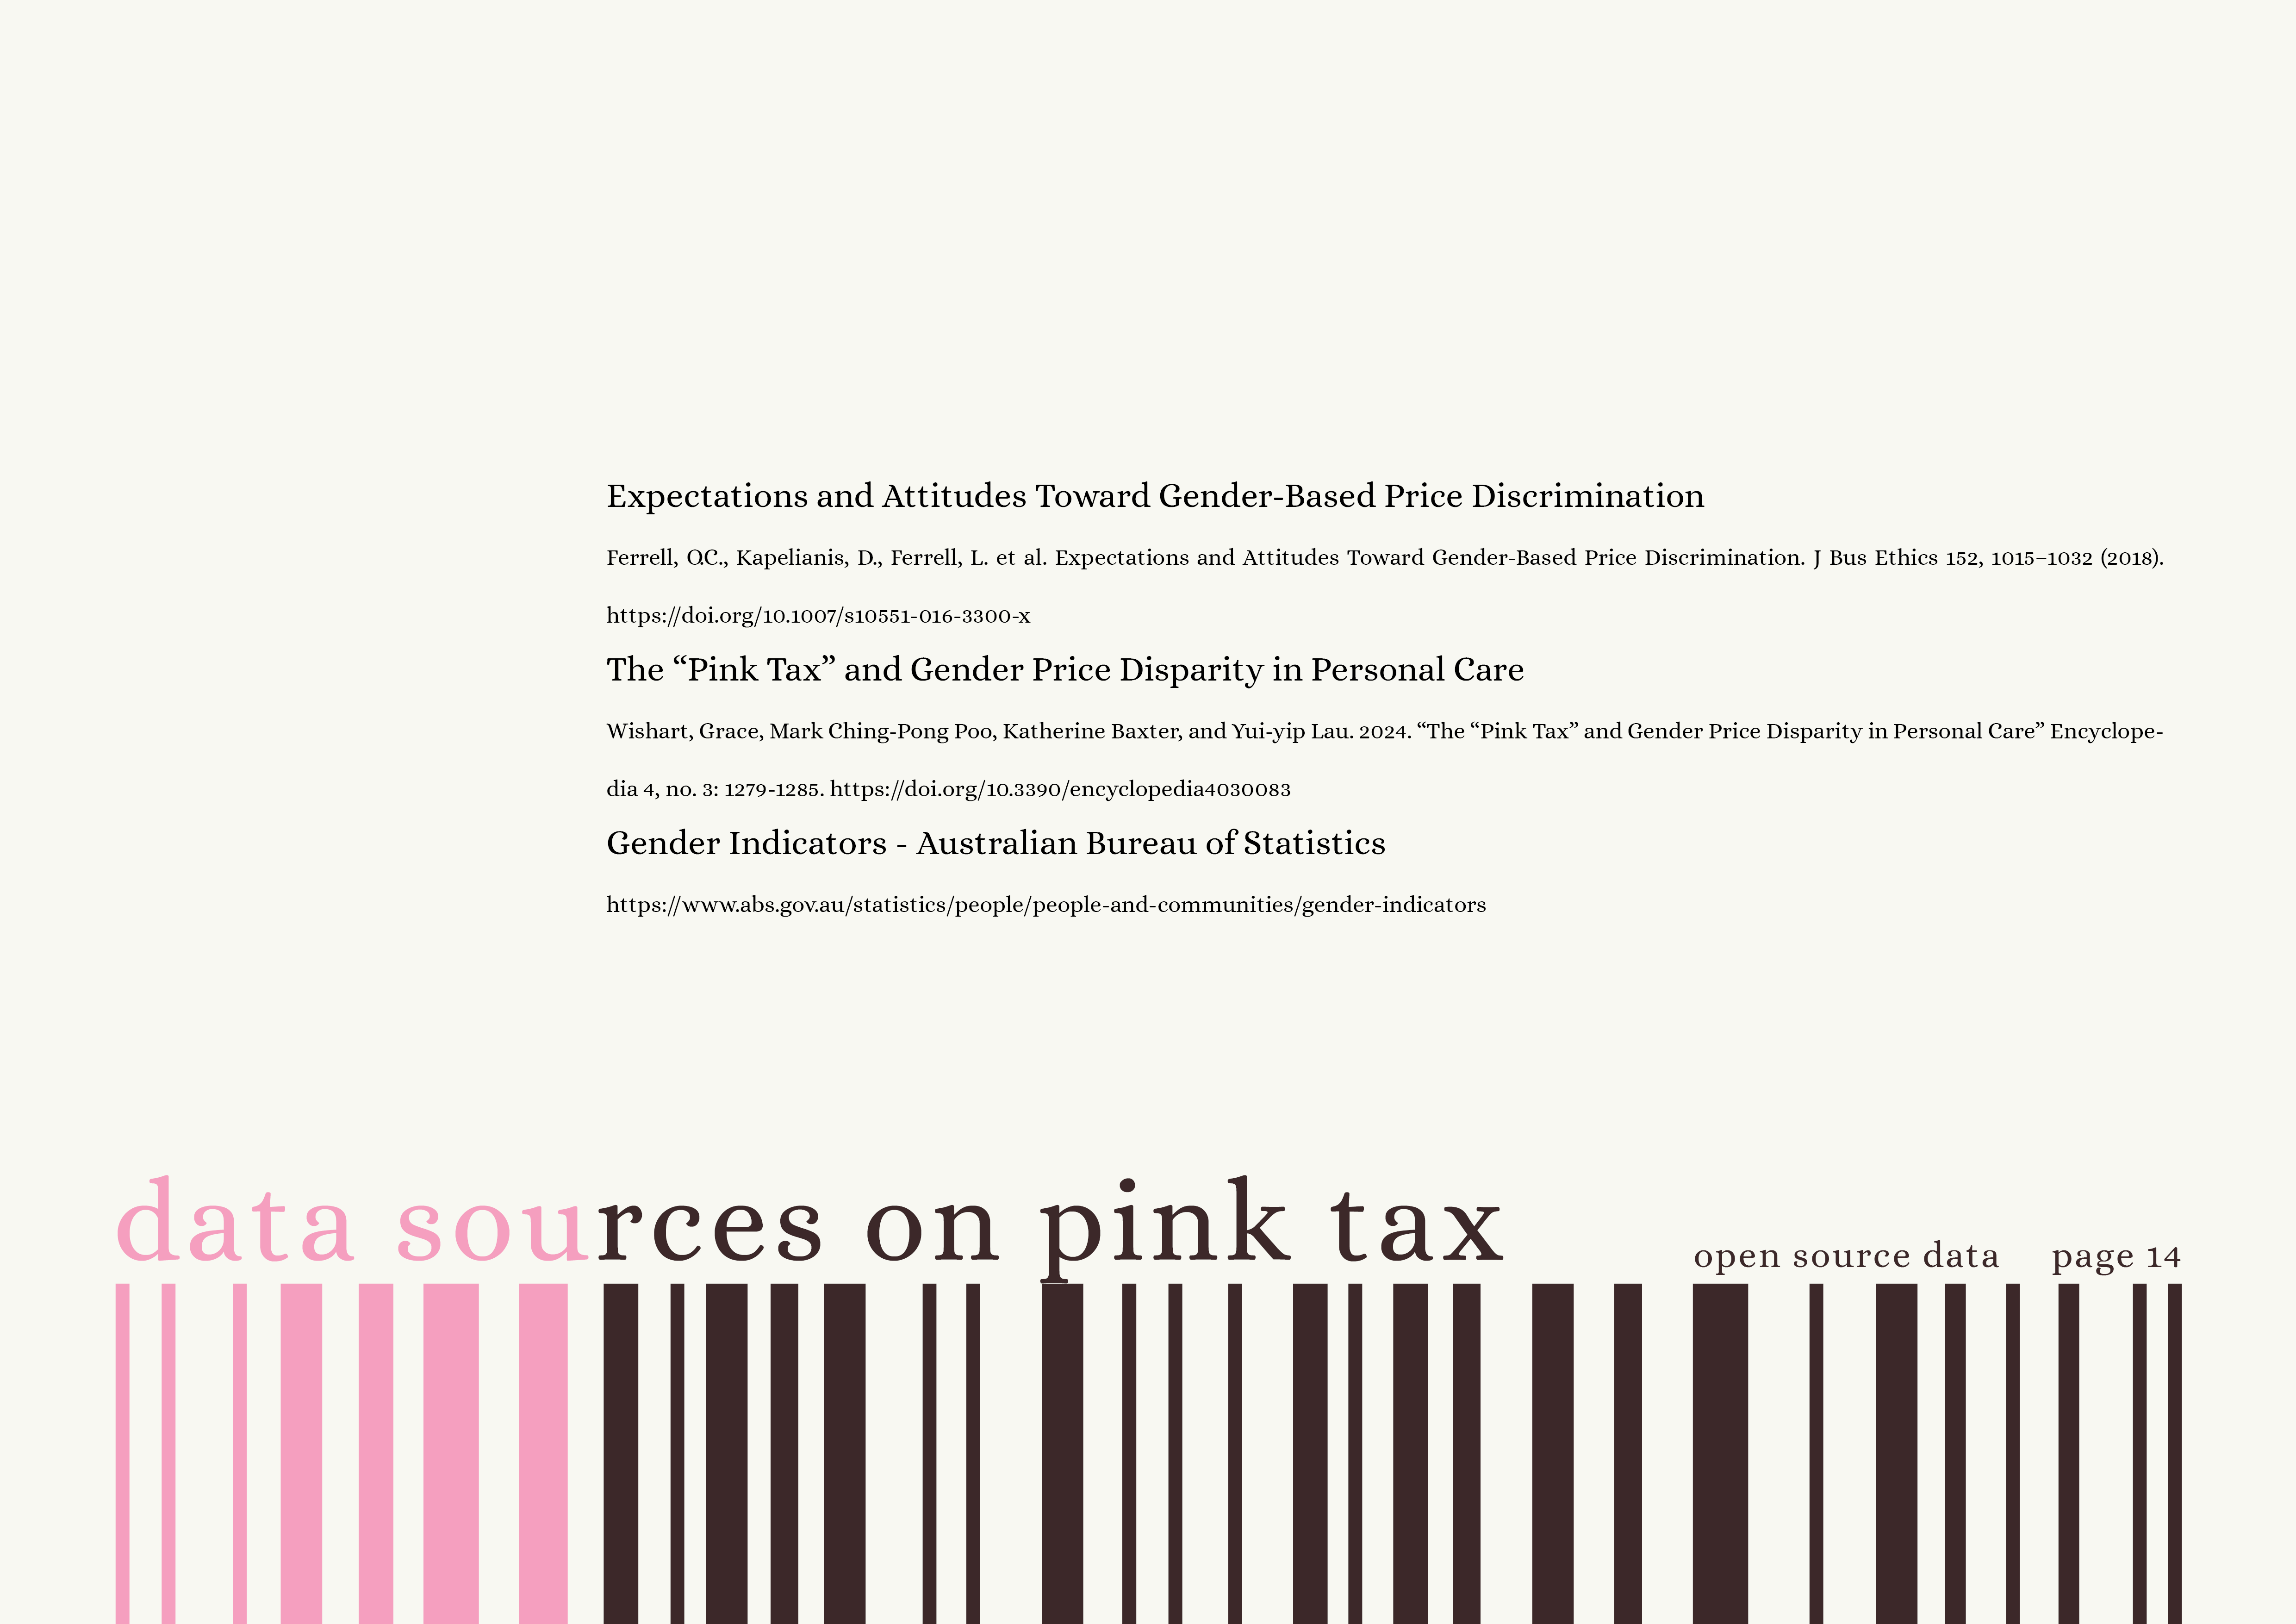 Expectations and Attitudes Toward Gender-Based Price Discrimination
Ferrell, O.C., Kapelianis, D., Ferrell, L. et al. Expectations and Attitudes Toward Gender-Based Price Discrimination. J Bus Ethics 152, 1015–1032 (2018).
https://doi.org/10.1007/s10551-016-3300-x
The “Pink Tax” and Gender Price Disparity in Personal Care
Wishart, Grace, Mark Ching-Pong Poo, Katherine Baxter, and Yui-yip Lau. 2024. “The “Pink Tax” and Gender Price Disparity in Personal Care” Encyclope-
dia 4, no. 3: 1279-1285. https://doi.org/10.3390/encyclopedia4030083
Gender Indicators - Australian Bureau of Statistics
https://www.abs.gov.au/statistics/people/people-and-communities/gender-indicators
data sources on pink tax
open source data page 14